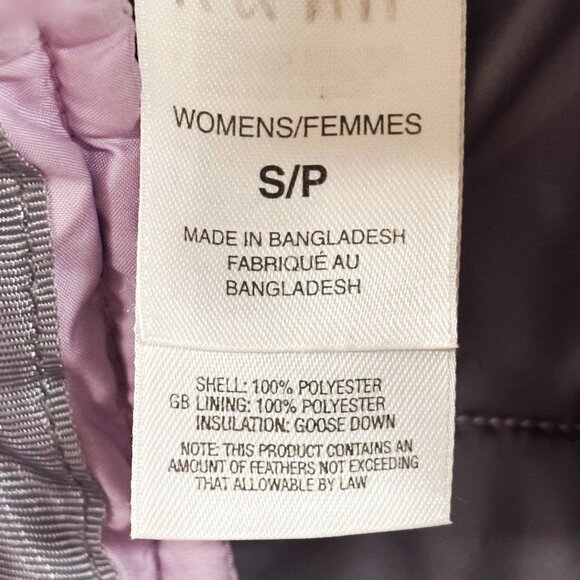 WOMENS/FEMMES
S/P
MADE IN BANGLADESH
FABRIQUÉ AU
BANGLADESH
SHELL: 100% POLYESTER
GB LINING: 100% POLYESTER
INSULATION: GOOSE DOWN
NOTE: THIS PRODUCT CONTAINS AN
AMOUNT OF FEATHERS NOT EXCEEDING
THAT ALLOWABLE BY LAW